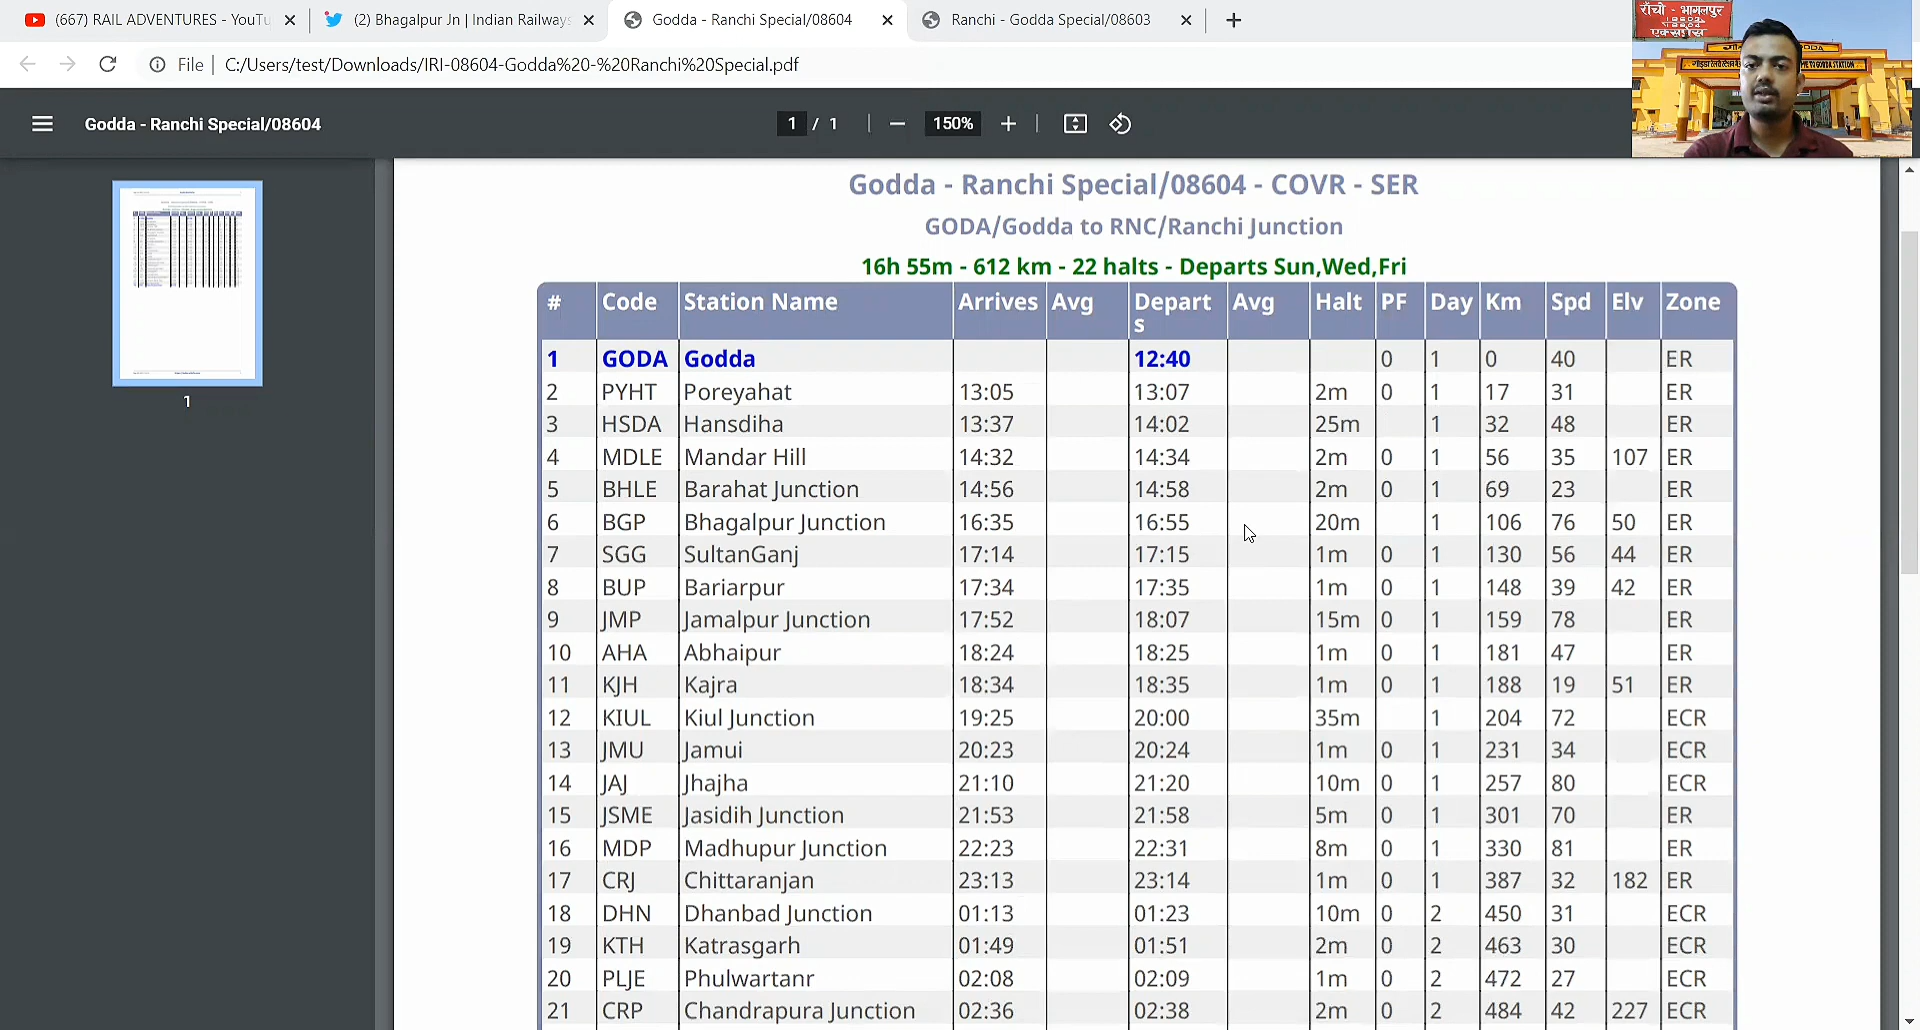 (667) RAIL ADVENTURES - YouTu
(2) Bhagalpur Jn | Indian Railways
Godda - Ranchi Special/08604
Ranchi - Godda Special/08603
File
C:/Users/test/Downloads/IRI-08604-Godda%20-%20Ranchi%20Special.pdf
राँची - भागलपुर
एक्सप्रेस
Godda - Ranchi Special/08604
1 / 1
150%
1
Godda - Ranchi Special/08604 - COVR - SER
GODA/Godda to RNC/Ranchi Junction
16h 55m - 612 km - 22 halts - Departs Sun,Wed,Fri
# Code Station Name Arrives Avg Depart Avg Halt PF Day Km Spd Elv Zone
s
1 GODA Godda 12:40 0 1 0 40 ER
2 PYHT Poreyahat 13:05 13:07 2m 0 1 17 31 ER
3 HSDA Hansdiha 13:37 14:02 25m 1 32 48 ER
4 MDLE Mandar Hill 14:32 14:34 2m 0 1 56 35 107 ER
5 BHLE Barahat Junction 14:56 14:58 2m 0 1 69 23 ER
6 BGP Bhagalpur Junction 16:35 16:55 20m 1 106 76 50 ER
7 SGG SultanGanj 17:14 17:15 1m 0 1 130 56 44 ER
8 BUP Bariarpur 17:34 17:35 1m 0 1 148 39 42 ER
9 JMP Jamalpur Junction 17:52 18:07 15m 0 1 159 78 ER
10 AHA Abhaipur 18:24 18:25 1m 0 1 181 47 ER
11 KJH Kajra 18:34 18:35 1m 0 1 188 19 51 ER
12 KIUL Kiul Junction 19:25 20:00 35m 1 204 72 ECR
13 JMU Jamui 20:23 20:24 1m 0 1 231 34 ECR
14 JAJ Jhajha 21:10 21:20 10m 0 1 257 80 ECR
15 JSME Jasidih Junction 21:53 21:58 5m 0 1 301 70 ER
16 MDP Madhupur Junction 22:23 22:31 8m 0 1 330 81 ER
17 CRJ Chittaranjan 23:13 23:14 1m 0 1 387 32 182 ER
18 DHN Dhanbad Junction 01:13 01:23 10m 0 2 450 31 ECR
19 KTH Katrasgarh 01:49 01:51 2m 0 2 463 30 ECR
20 PLJE Phulwartanr 02:08 02:09 1m 0 2 472 27 ECR
21 CRP Chandrapura Junction 02:36 02:38 2m 0 2 484 42 227 ECR